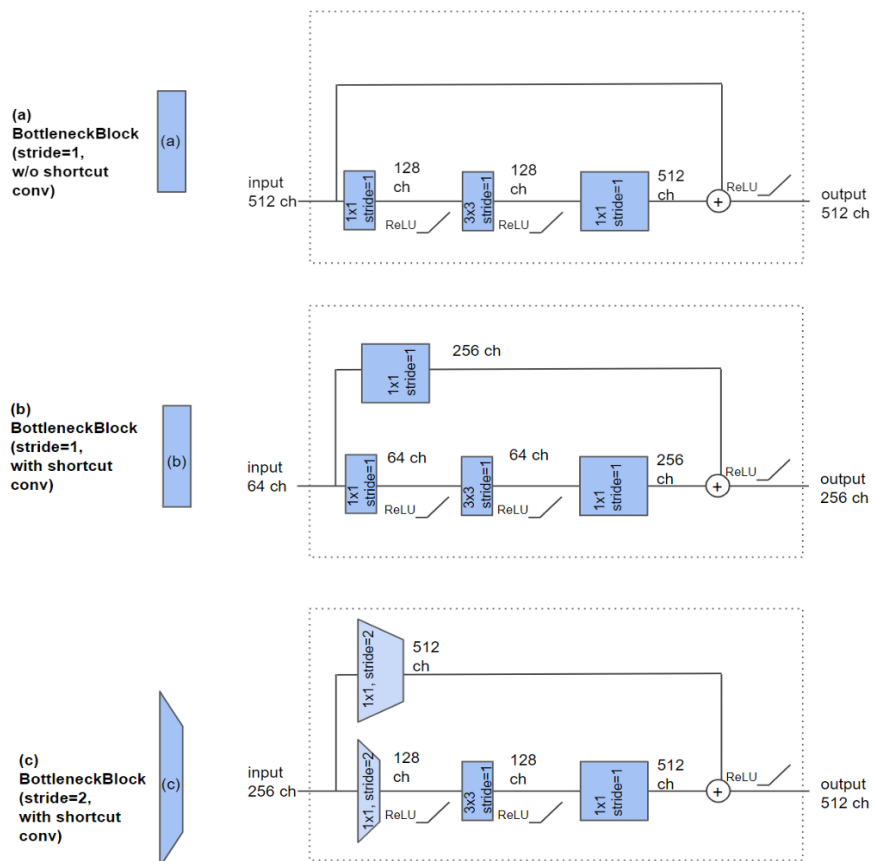 (a)
BottleneckBlock
(stride=1,
w/o shortcut
conv)
(a)
input
512 ch
1x1
stride=1
128
ch
ReLU
3x3
stride=1
128
ch
ReLU
1x1
stride=1
512
ch
+
ReLU
output
512 ch
(b)
BottleneckBlock
(stride=1,
with shortcut
conv)
(b)
1x1
stride=1
256 ch
input
64 ch
1x1
stride=1
64 ch
ReLU
3x3
stride=1
64 ch
ReLU
1x1
stride=1
256
ch
+
ReLU
output
256 ch
(c)
BottleneckBlock
(stride=2,
with shortcut
conv)
(c)
1x1, stride=2
512
ch
input
256 ch
1x1, stride=2
128
ch
ReLU
3x3
stride=1
128
ch
ReLU
1x1
stride=1
512
ch
+
ReLU
output
512 ch